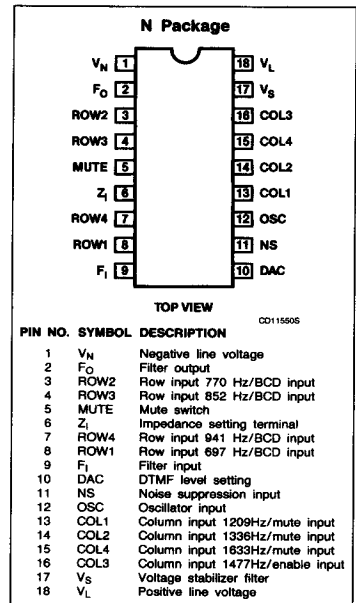 N Package
VN 1 18 VL
FO 2 17 VS
ROW2 3 16 COL3
ROW3 4 15 COL4
MUTE 5 14 COL2
ZI 6 13 COL1
ROW4 7 12 OSC
ROW1 8 11 NS
FI 9 10 DAC
TOP VIEW
CD11550S
PIN NO. SYMBOL DESCRIPTION
1 VN Negative line voltage
2 FO Filter output
3 ROW2 Row input 770 Hz/BCD input
4 ROW3 Row input 852 Hz/BCD input
5 MUTE Mute switch
6 ZI Impedance setting terminal
7 ROW4 Row input 941 Hz/BCD input
8 ROW1 Row input 697 Hz/BCD input
9 FI Filter input
10 DAC DTMF level setting
11 NS Noise suppression input
12 OSC Oscillator input
13 COL1 Column input 1209Hz/mute input
14 COL2 Column input 1336Hz/mute input
15 COL4 Column input 1633Hz/mute input
16 COL3 Column input 1477Hz/enable input
17 VS Voltage stabilizer filter
18 VL Positive line voltage